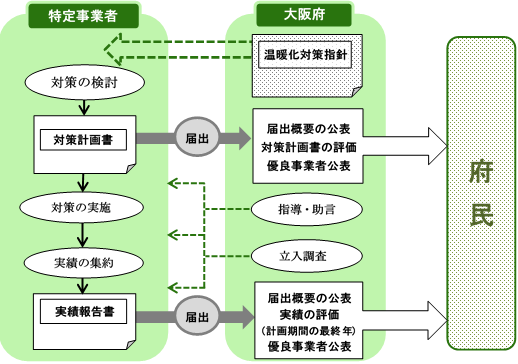 特定事業者
大阪府
温暖化対策指針
対策の検討
対策計画書
届出
届出概要の公表
対策計画書の評価
優良事業者公表
府民
対策の実施
指導・助言
実績の集約
立入調査
実績報告書
届出
届出概要の公表
実績の評価
(計画期間の最終年)
優良事業者公表